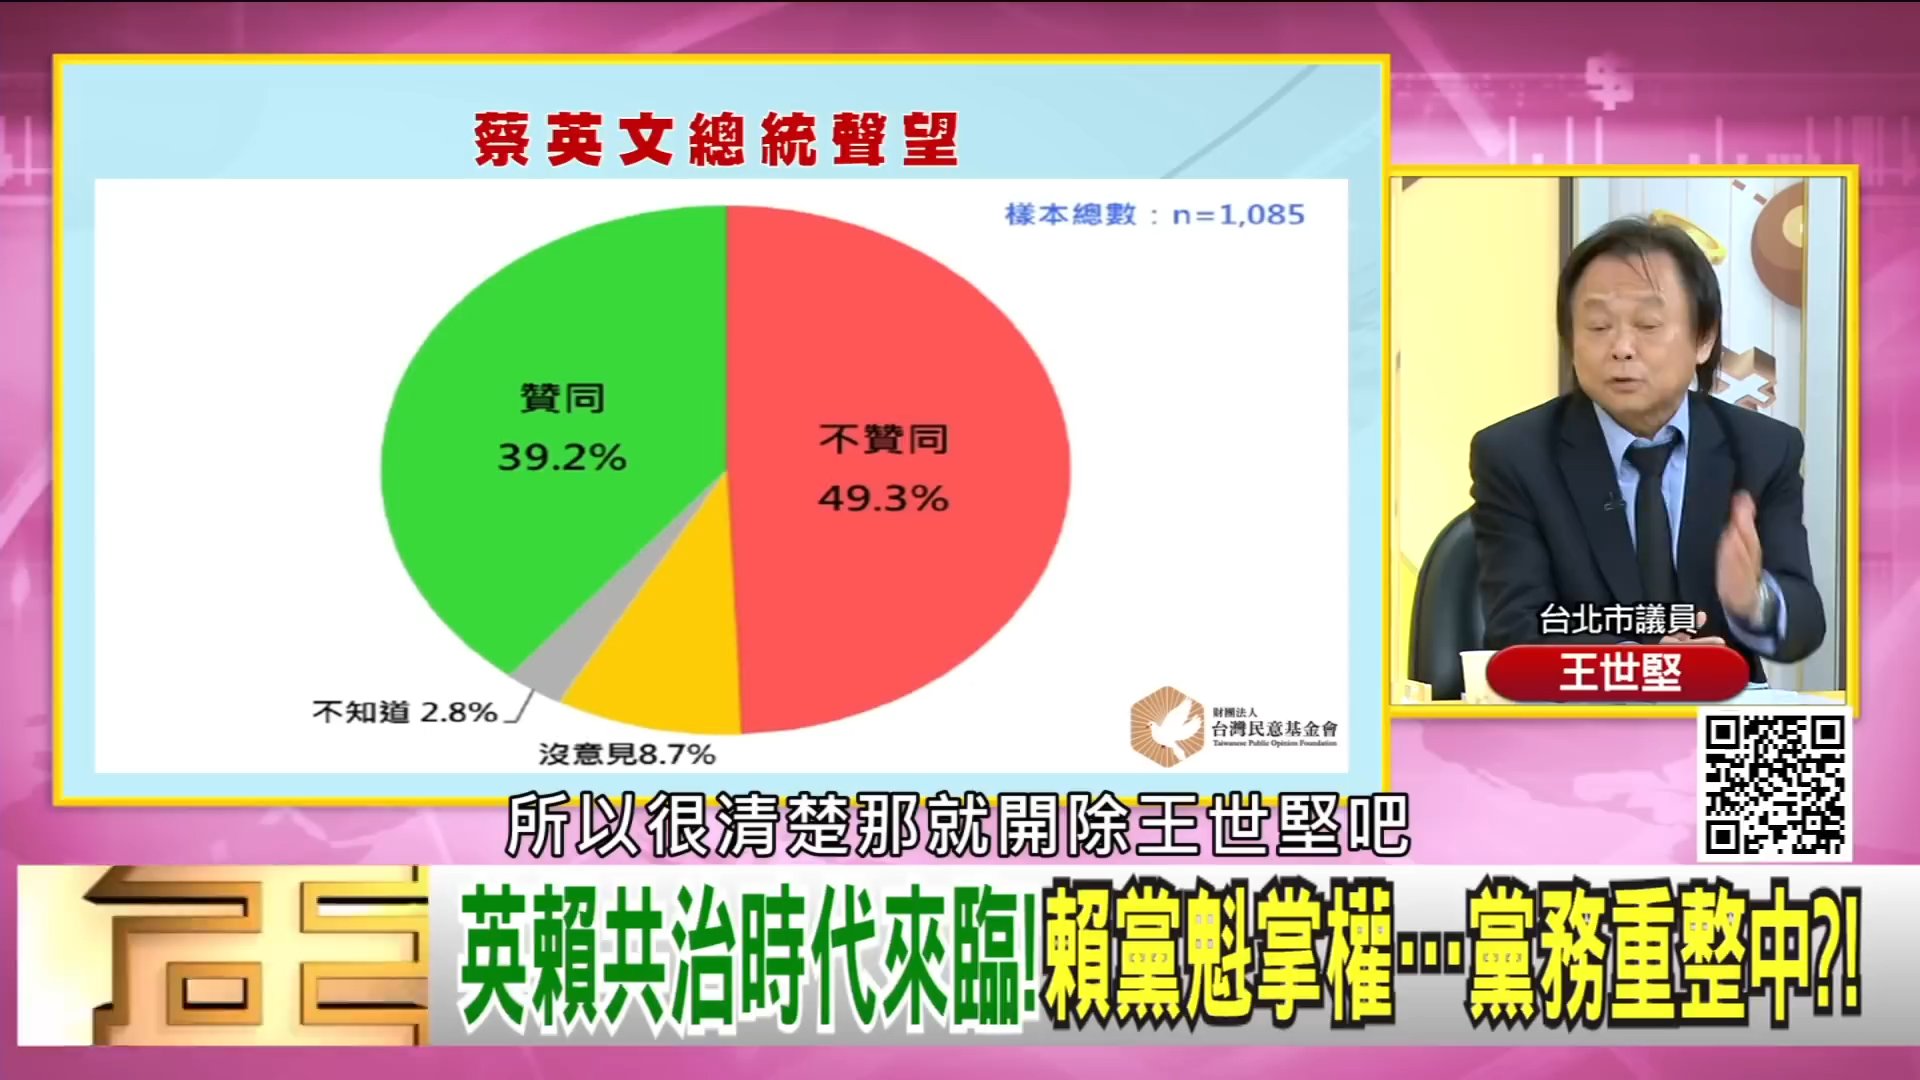 蔡英文總統聲望
樣本總數：n=1,085
贊同
39.2%
不贊同
49.3%
不知道 2.8%
沒意見8.7%
財團法人
台灣民意基金會
Taiwanese Public Opinion Foundation
台北市議員
王世堅
所以很清楚那就開除王世堅吧
英賴共治時代來臨!賴黨魁掌權…黨務重整中?!